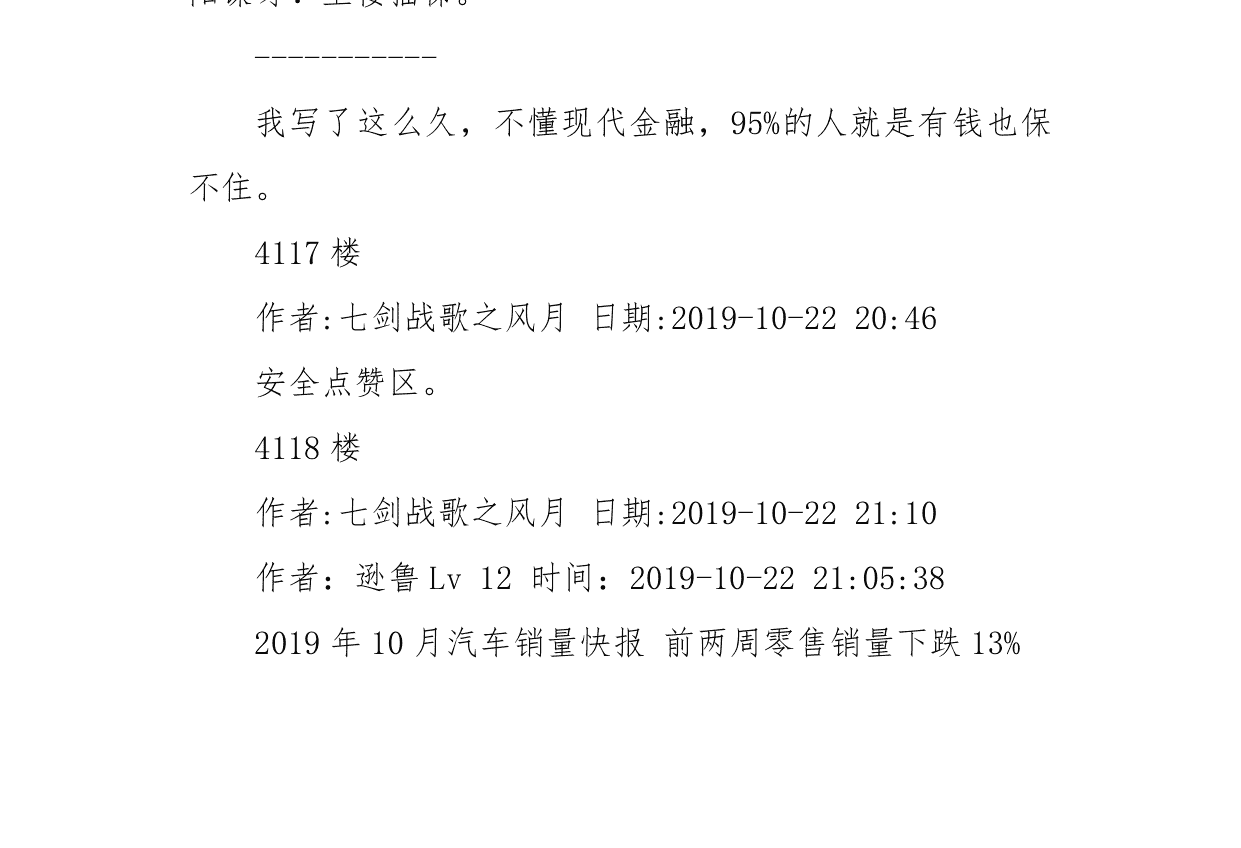 -----------
我写了这么久，不懂现代金融，95%的人就是有钱也保
不住。
4117 楼
作者:七剑战歌之风月 日期:2019-10-22 20:46
安全点赞区。
4118 楼
作者:七剑战歌之风月 日期:2019-10-22 21:10
作者：逊鲁 Lv 12 时间：2019-10-22 21:05:38
2019 年 10 月汽车销量快报 前两周零售销量下跌 13%